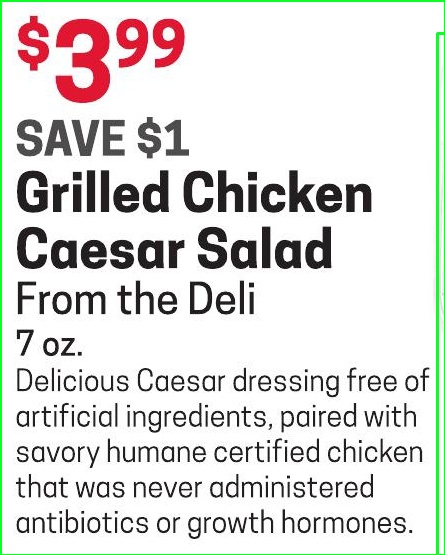 $3.99
SAVE $1
Grilled Chicken
Caesar Salad
From the Deli
7 oz.
Delicious Caesar dressing free of
artificial ingredients, paired with
savory humane certified chicken
that was never administered
antibiotics or growth hormones.